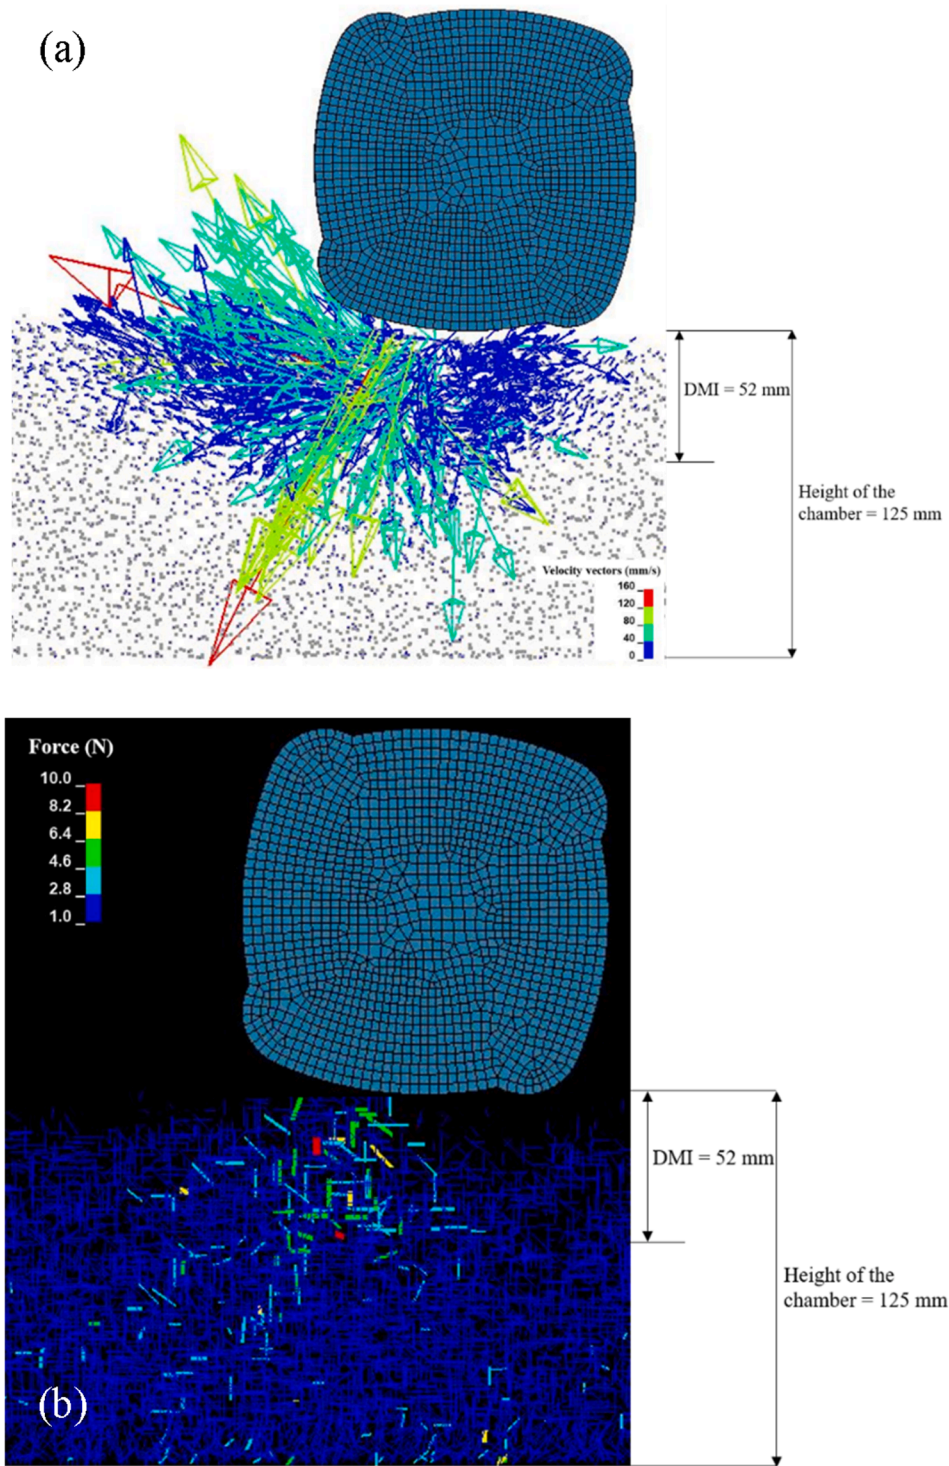 (a)
DMI = 52 mm
Height of the
chamber = 125 mm
Velocity vectors (mm/s)
160
120
80
40
0
Force (N)
10.0
8.2
6.4
4.6
2.8
1.0
DMI = 52 mm
Height of the
chamber = 125 mm
(b)